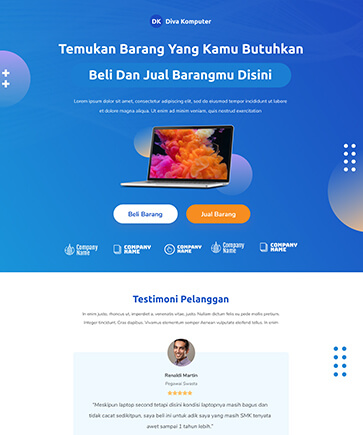 DK Diva Komputer
Temukan Barang Yang Kamu Butuhkan
Beli Dan Jual Barangmu Disini
Lorem ipsum dolor sit amet, consectetur adipiscing elit, sed do eiusmod tempor incididunt ut labore
et dolore magna aliqua. Ut enim ad minim veniam, quis nostrud exercitation
Beli Barang
Jual Barang
Company Name
COMPANY NAME
COMPANY NAME
Company Name
COMPANY NAME
Testimoni Pelanggan
In enim justo, rhoncus ut, imperdiet a, venenatis vitae, justo. Nullam dictum felis eu pede mollis pretium.
Integer tincidunt. Cras dapibus. Vivamus elementum semper Aenean vulputate eleifend tellus. In enim
Renaldi Martin
Pegawai Swasta
"Meskipun laptop second tetapi disini kondisi laptopnya masih bagus dan
tidak cacat sedikitpun, saya beli ini untuk adik saya yang masih SMK tenyata
awet sampai 1 tahun lebih."